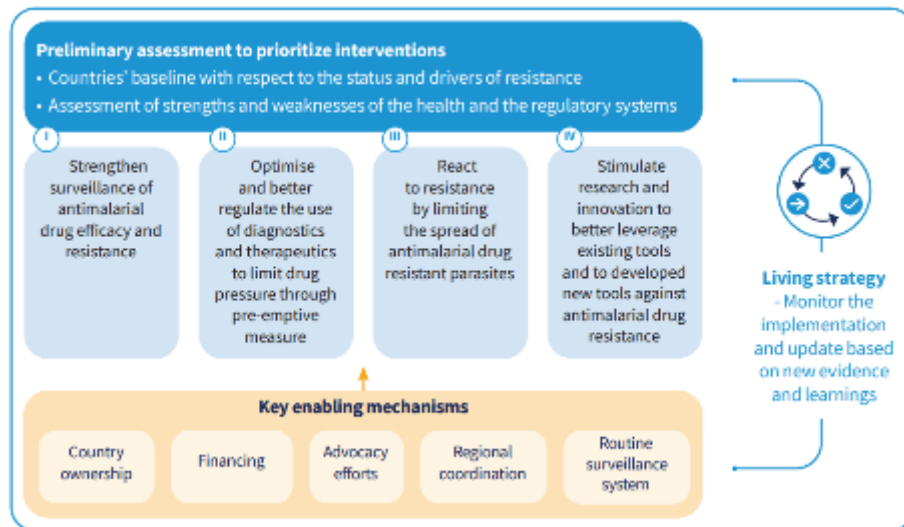 Preliminary assessment to prioritize interventions
• Countries' baseline with respect to the status and drivers of resistance
• Assessment of strengths and weaknesses of the health and the regulatory systems
I
Strengthen
surveillance of
antimalarial
drug efficacy and
resistance
II
Optimise
and better
regulate the use
of diagnostics
and therapeutics
to limit drug
pressure through
pre-emptive
measure
III
React
to resistance
by limiting
the spread of
antimalarial drug
resistant parasites
IV
Stimulate
research and
innovation to
better leverage
existing tools
and to developed
new tools against
antimalarial drug
resistance
Living strategy
- Monitor the
implementation
and update based
on new evidence
and learnings
Key enabling mechanisms
Country
ownership
Financing
Advocacy
efforts
Regional
coordination
Routine
surveillance
system